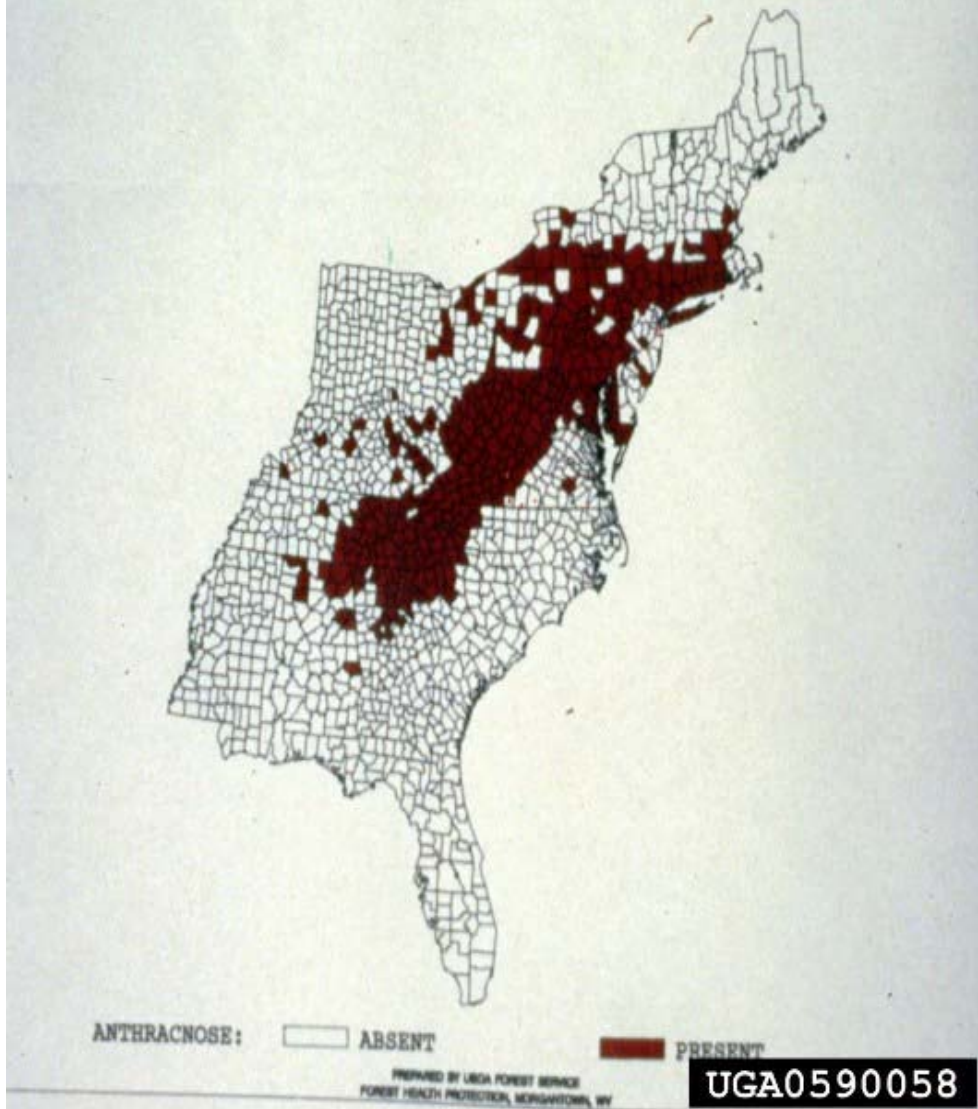 ANTHRACNOSE: ABSENT PRESENT
PREPARED BY USDA FOREST SERVICE
FOREST HEALTH PROTECTION, MORGANTOWN, WV
UGA0590058